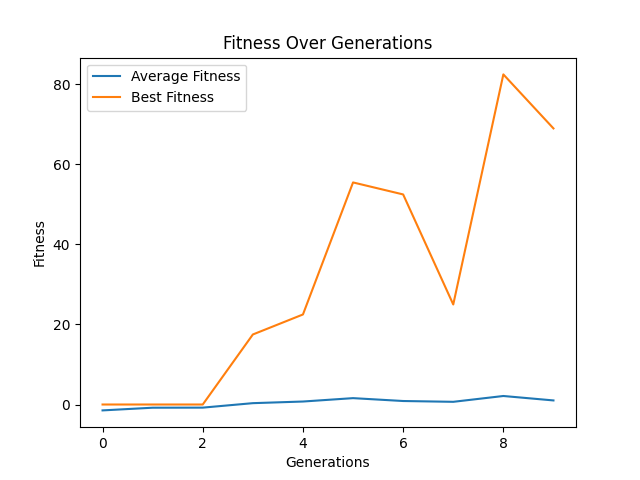 Fitness Over Generations
Average Fitness
Best Fitness
80
60
40
20
0
Fitness
0 2 4 6 8
Generations